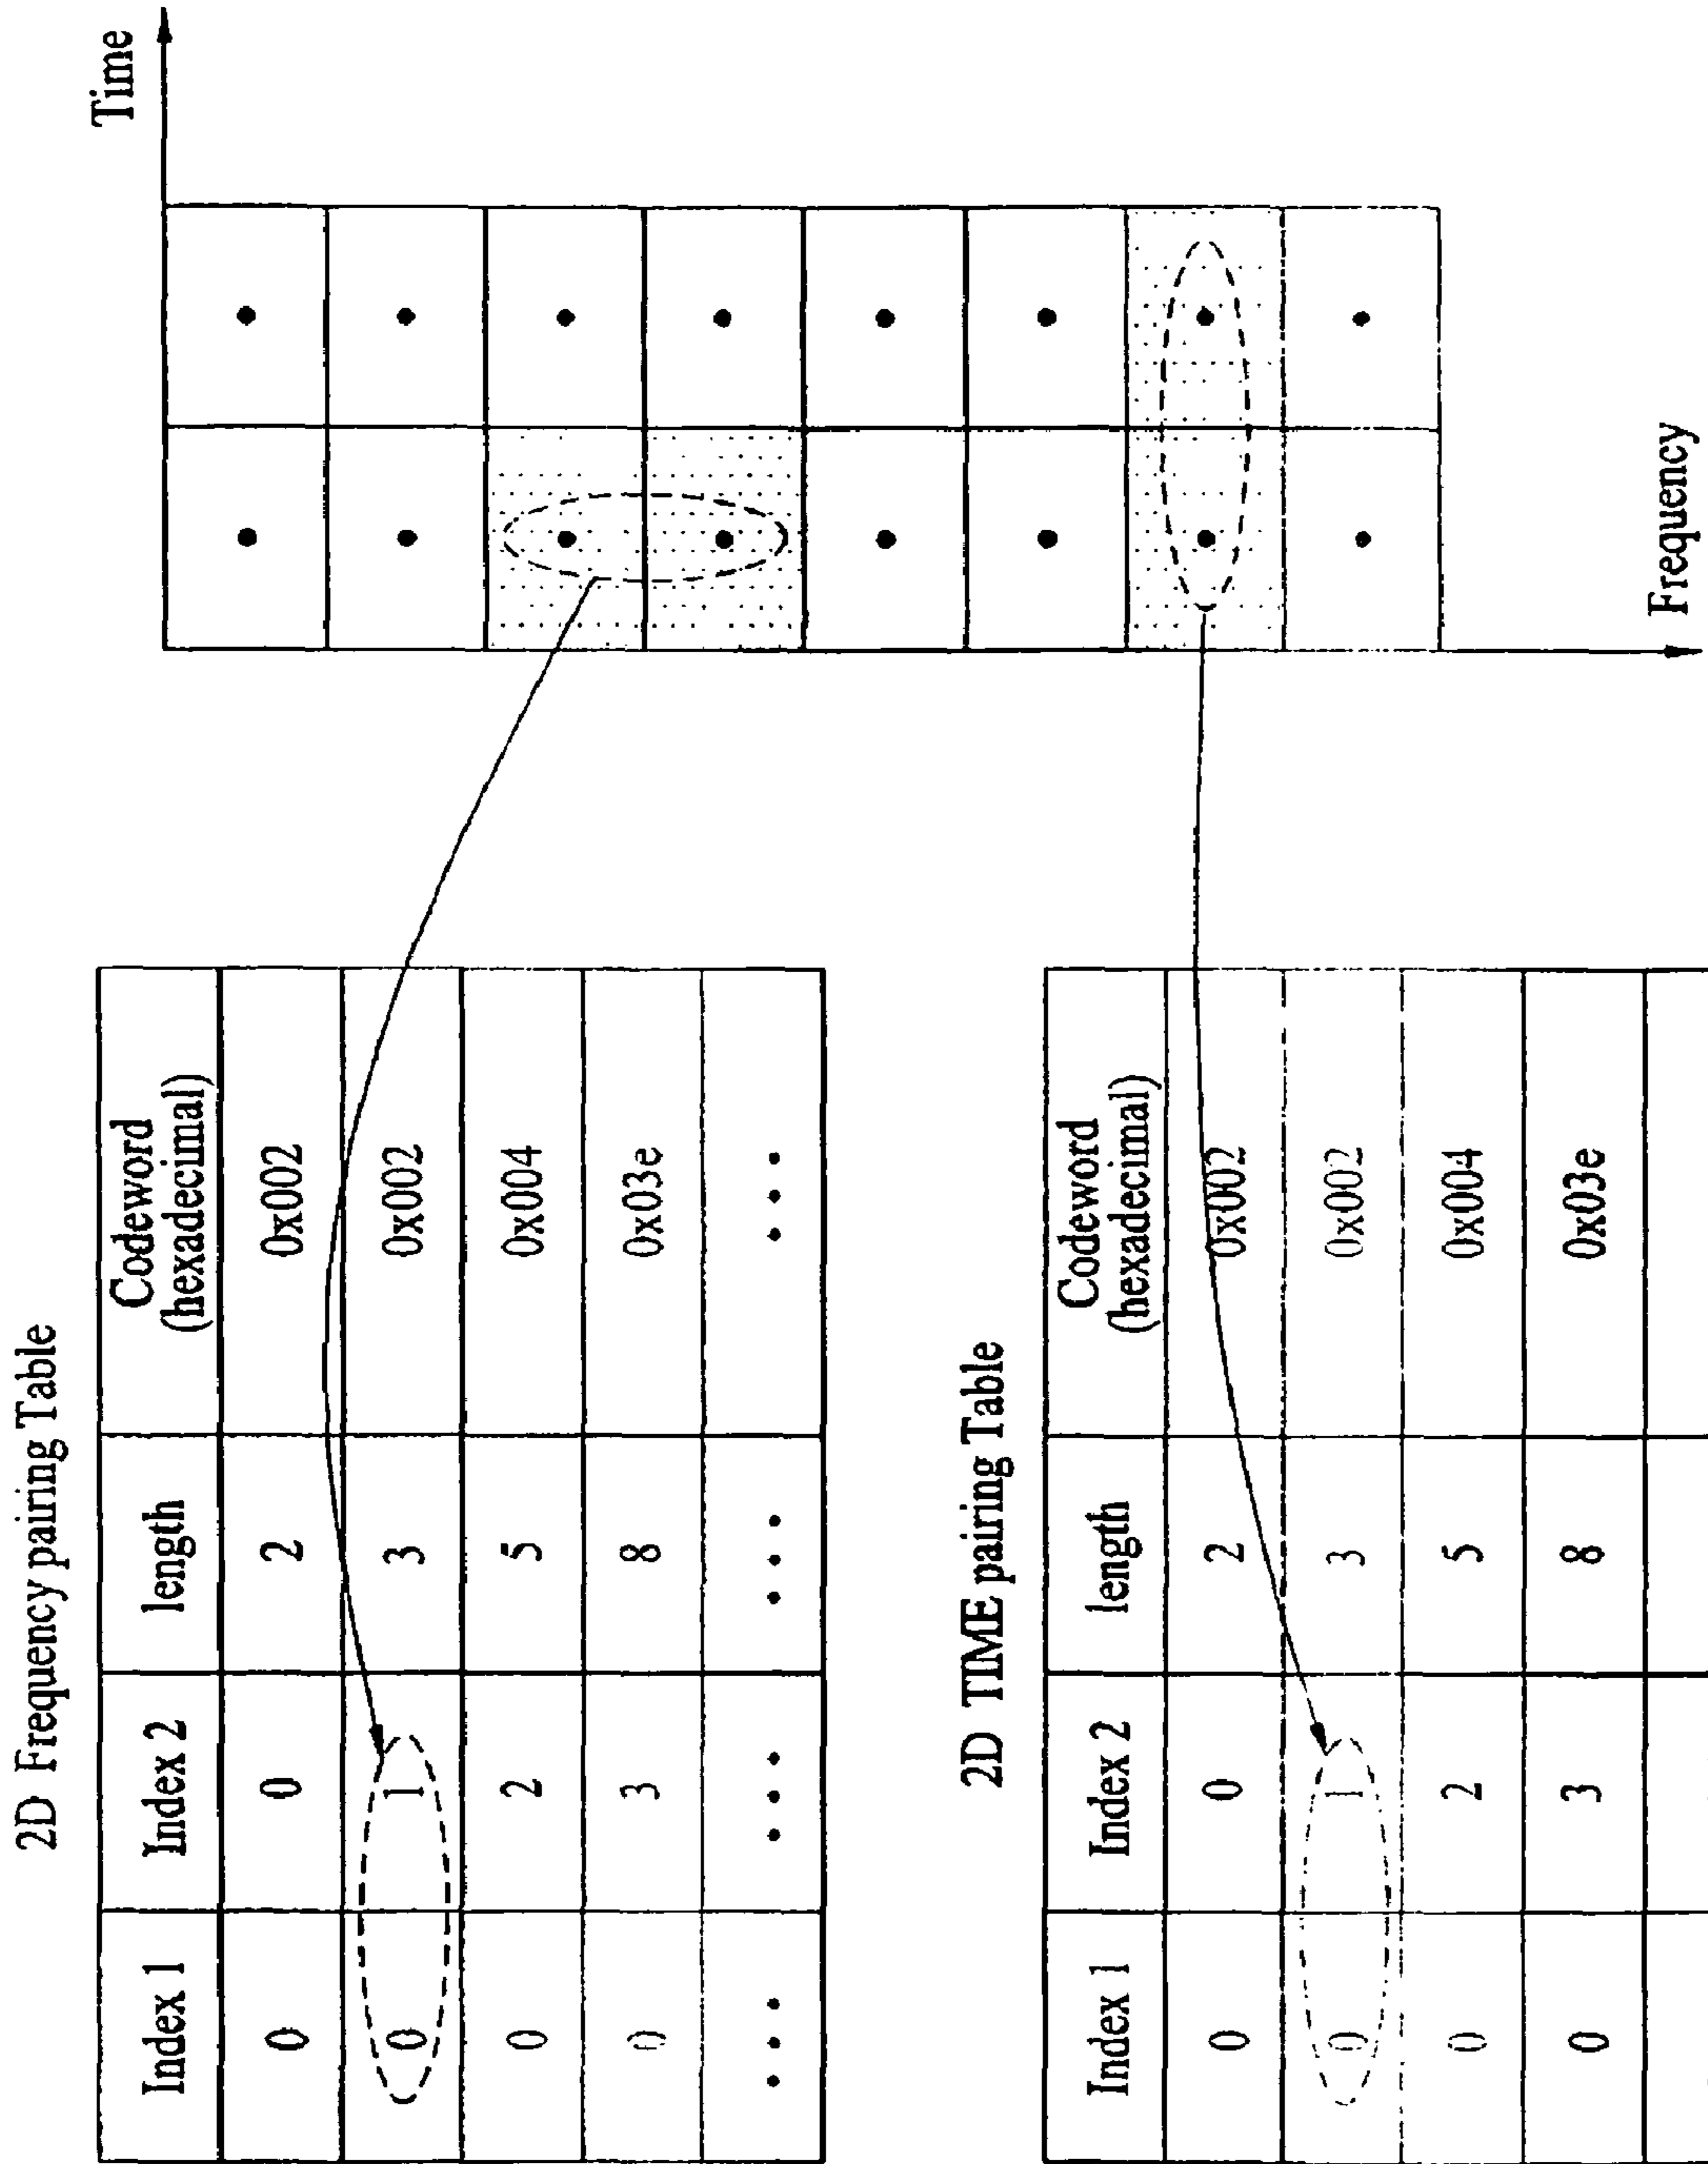 2D Frequency pairing Table
Index 1 Index 2 length Codeword
(hexadecimal)
0 0 2 0x002
0 1 3 0x002
0 2 5 0x004
0 3 8 0x03e
2D TIME pairing Table
Index 1 Index 2 length Codeword
(hexadecimal)
0 0 2 0x002
0 1 3 0x002
0 2 5 0x004
0 3 8 0x03e
Time
Frequency